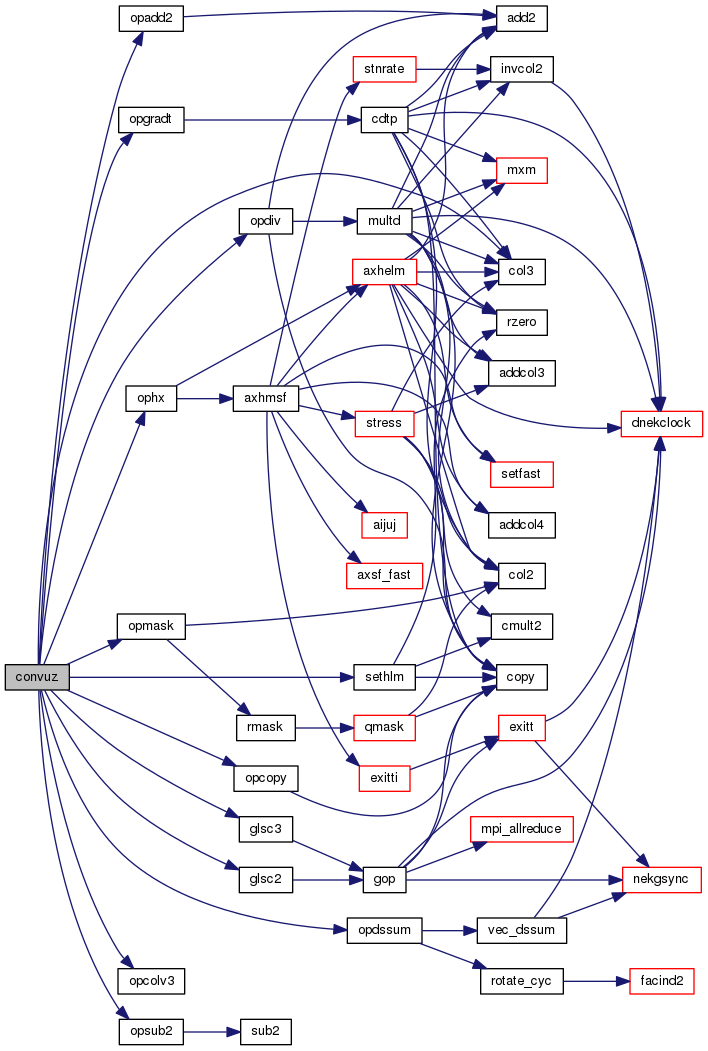 opadd2
add2
stnrate
invcol2
opgradt
cdtp
mxm
opdiv
multd
axhelm
col3
rzero
addcol3
ophx
axhmsf
stress
dnekclock
setfast
aijuj
addcol4
axsf_fast
col2
opmask
cmult2
convuz
sethlm
copy
rmask
qmask
exitt
opcopy
exitti
glsc3
mpi_allreduce
glsc2
gop
nekgsync
opdssum
vec_dssum
opcolv3
rotate_cyc
facind2
opsub2
sub2